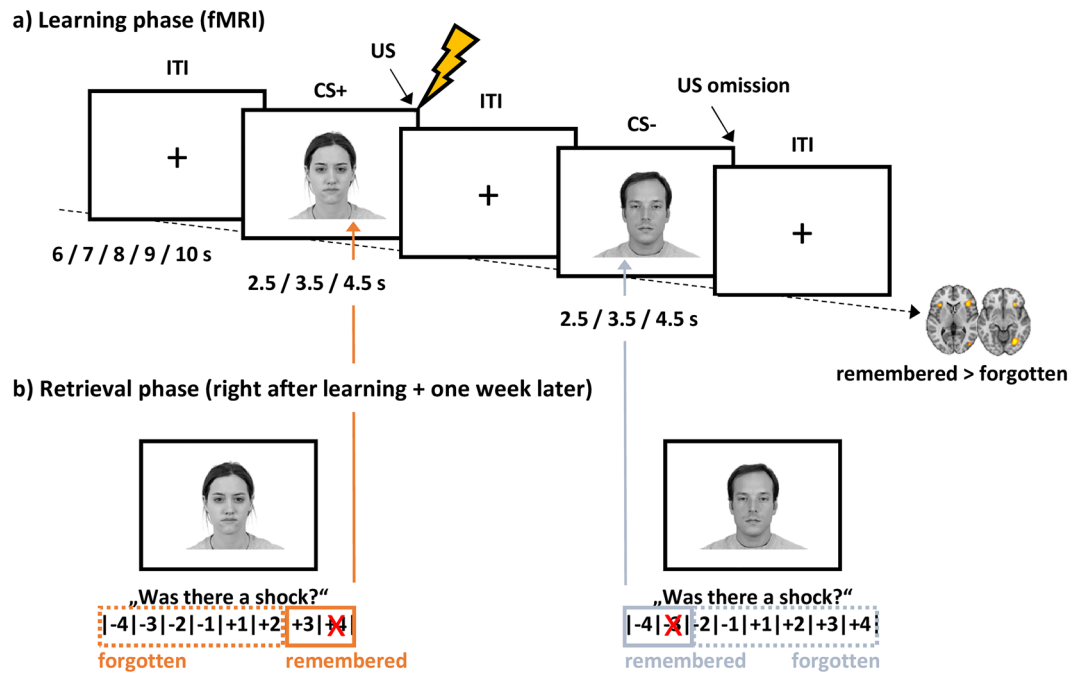 a) Learning phase (fMRI)
ITI
CS+
US
ITI
CS-
US omission
ITI
+
+
+
6 / 7 / 8 / 9 / 10 s
2.5 / 3.5 / 4.5 s
2.5 / 3.5 / 4.5 s
remembered > forgotten
b) Retrieval phase (right after learning + one week later)
„Was there a shock?“
|-4|-3|-2|-1|+1|+2| +3|+4|
forgotten
remembered
„Was there a shock?“
|-4|-3|-2|-1|+1|+2|+3|+4|
remembered
forgotten